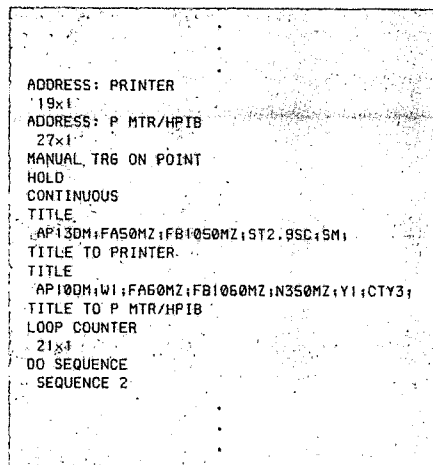 ADDRESS: PRINTER
19x1
ADDRESS: P MTR/HPIB
27x1
MANUAL TRG ON POINT
HOLD
CONTINUOUS
TITLE
AP13DM;FA50MZ;FB1050MZ;ST2.9SC;SM;
TITLE TO PRINTER
TITLE
AP10DM;W1;FA60MZ;FB1060MZ;N350MZ;Y1;CTY3;
TITLE TO P MTR/HPIB
LOOP COUNTER
21x1
DO SEQUENCE
SEQUENCE 2